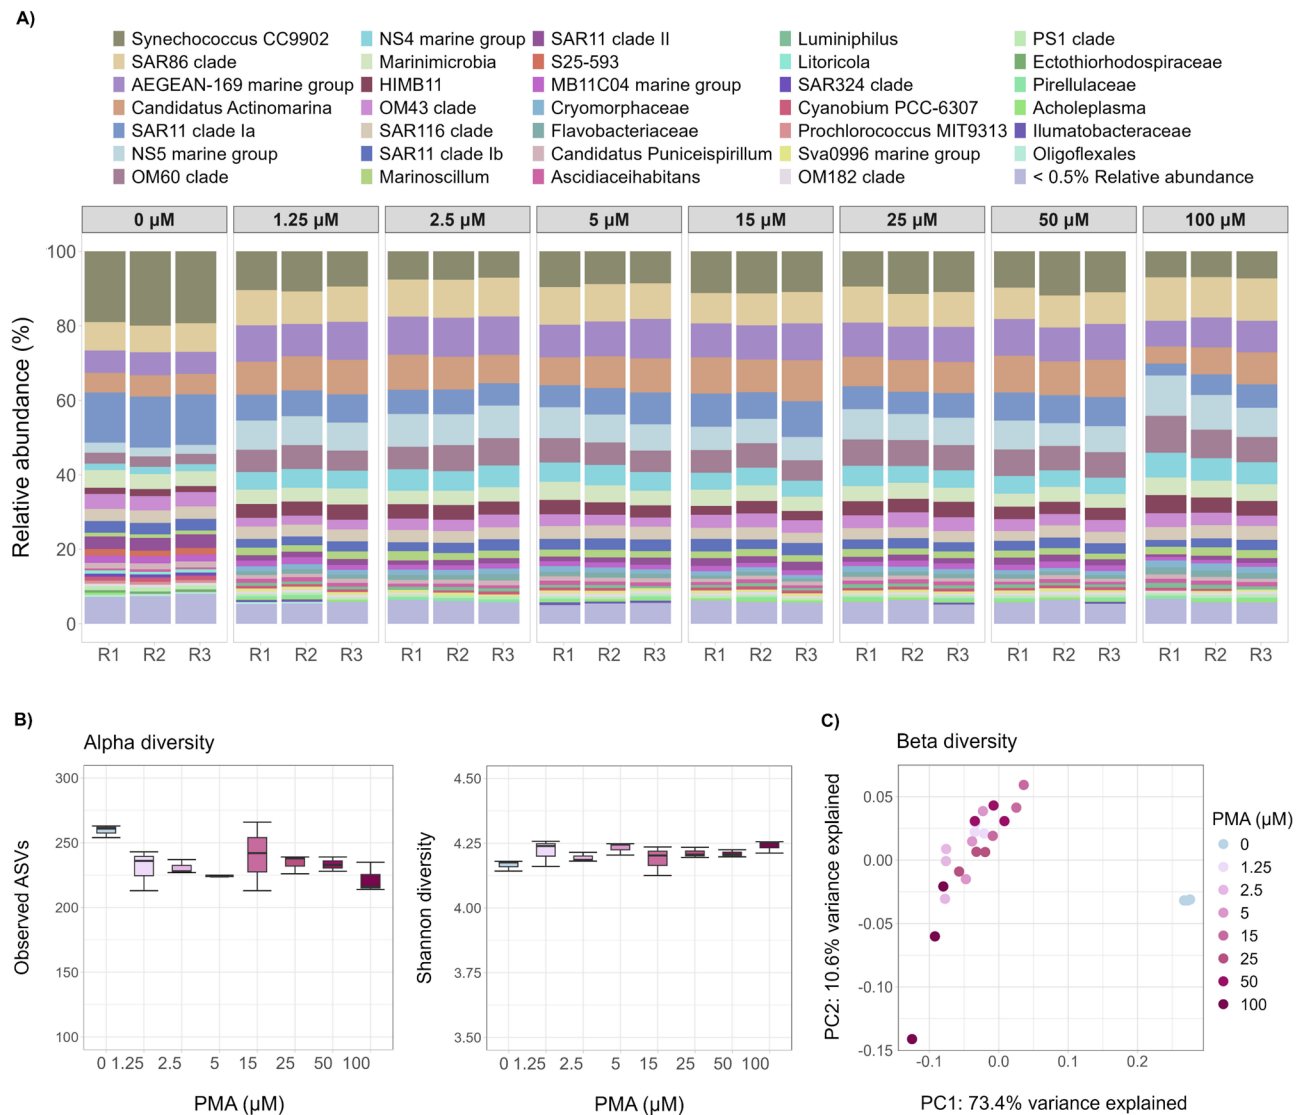 A)
Synechococcus CC9902
SAR86 clade
AEGEAN-169 marine group
Candidatus Actinomarina
SAR11 clade Ia
NS5 marine group
OM60 clade
NS4 marine group
Marinimicrobia
HIMB11
OM43 clade
SAR116 clade
SAR11 clade Ib
Marinoscillum
SAR11 clade II
S25-593
MB11C04 marine group
Cryomorphaceae
Flavobacteriaceae
Candidatus Puniceispirillum
Ascidiaceihabitans
Luminiphilus
Litoricola
SAR324 clade
Cyanobium PCC-6307
Prochlorococcus MIT9313
Sva0996 marine group
OM182 clade
PS1 clade
Ectothiorhodospiraceae
Pirellulaceae
Acholeplasma
Ilumatobacteraceae
Oligoflexales
< 0.5% Relative abundance
0 µM 1.25 µM 2.5 µM 5 µM 15 µM 25 µM 50 µM 100 µM
Relative abundance (%)
100
80
60
40
20
0
R1 R2 R3 R1 R2 R3 R1 R2 R3 R1 R2 R3 R1 R2 R3 R1 R2 R3 R1 R2 R3 R1 R2 R3
B)
Alpha diversity
Observed ASVs
300
250
200
150
100
0 1.25 2.5 5 15 25 50 100
PMA (µM)
Shannon diversity
4.50
4.25
4.00
3.75
3.50
0 1.25 2.5 5 15 25 50 100
PMA (µM)
C)
Beta diversity
PC2: 10.6% variance explained
0.05
0.00
-0.05
-0.10
-0.15
-0.1 0.0 0.1 0.2
PC1: 73.4% variance explained
PMA (µM)
0
1.25
2.5
5
15
25
50
100